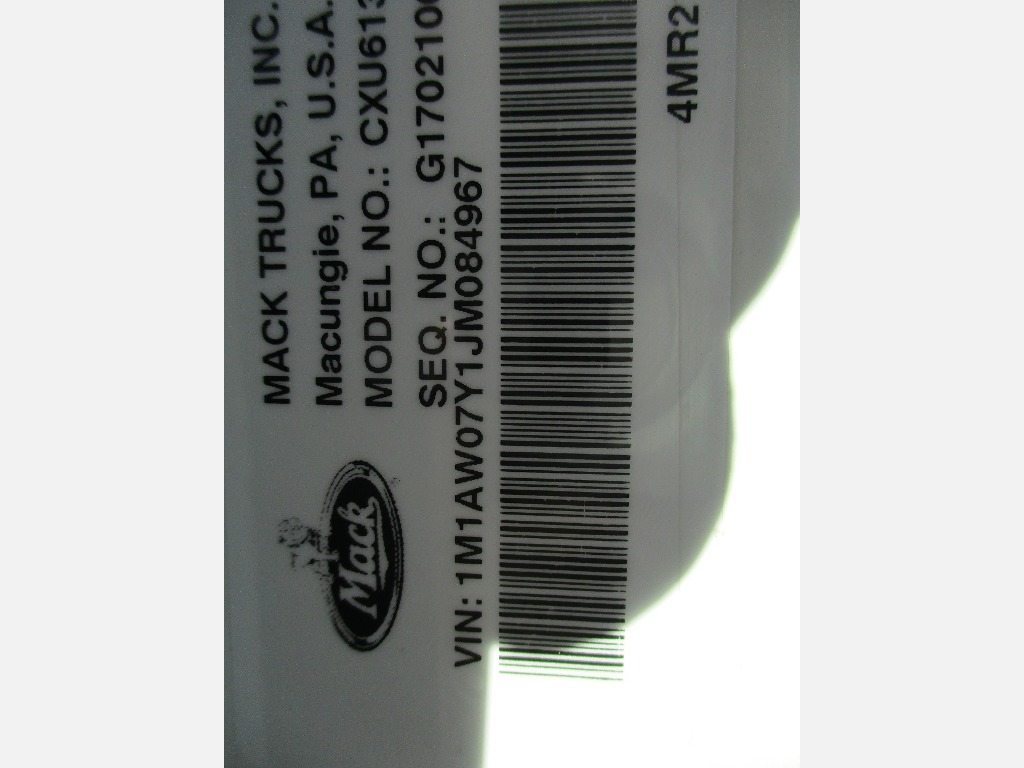 MACK TRUCKS, INC.
Macungie, PA, U.S.A.
MODEL NO.: CXU613
SEQ. NO.: G1702100
VIN: 1M1AW07Y1JM084967
4MR2
Mack